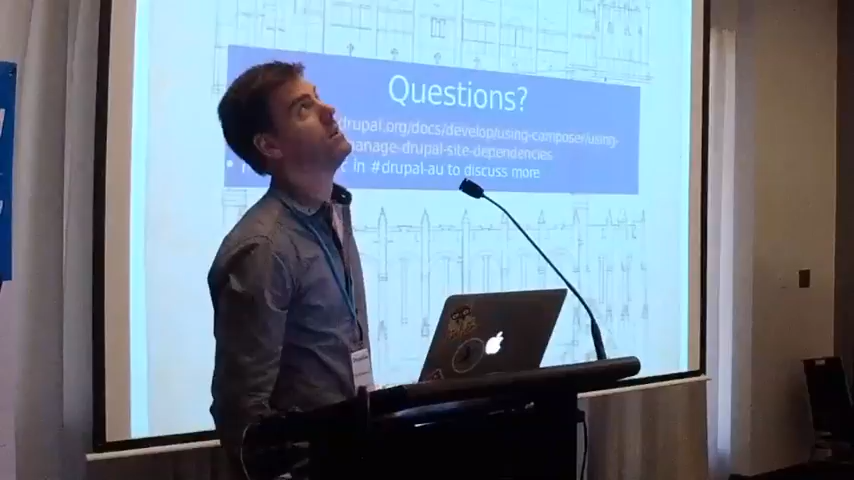 Questions?
drupal.org/docs/develop/using-composer/using-
manage-drupal-site-dependencies
in #drupal-au to discuss more